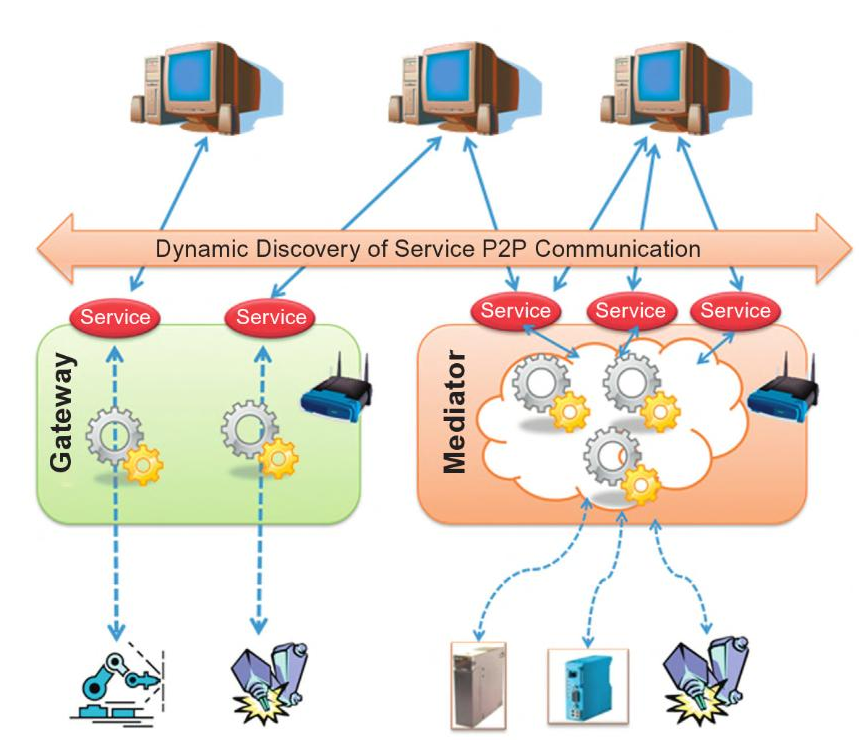 Dynamic Discovery of Service P2P Communication
Service
Service
Service
Service
Service
Gateway
Mediator